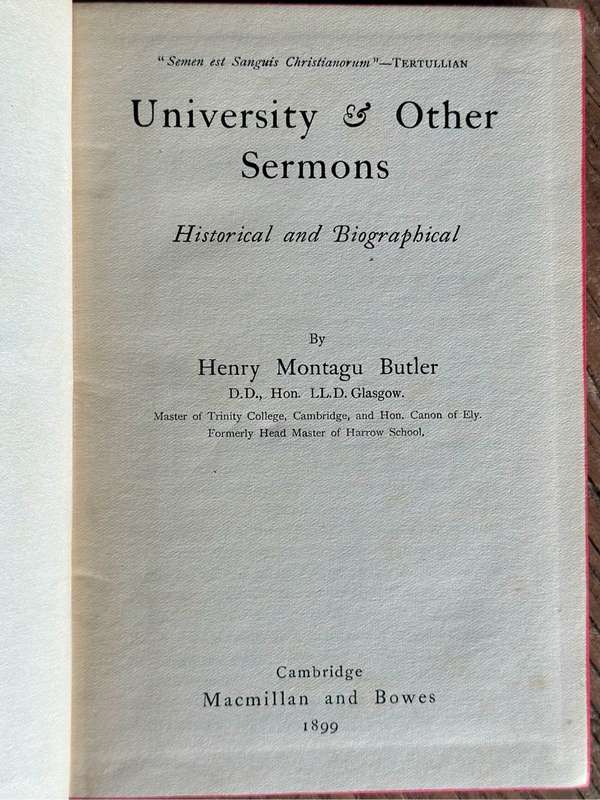 "Semen est Sanguis Christianorum"—TERTULLIAN
University & Other
Sermons
Historical and Biographical
By
Henry Montagu Butler
D.D., Hon. LL.D. Glasgow.
Master of Trinity College, Cambridge, and Hon. Canon of Ely.
Formerly Head Master of Harrow School.
Cambridge
Macmillan and Bowes
1899